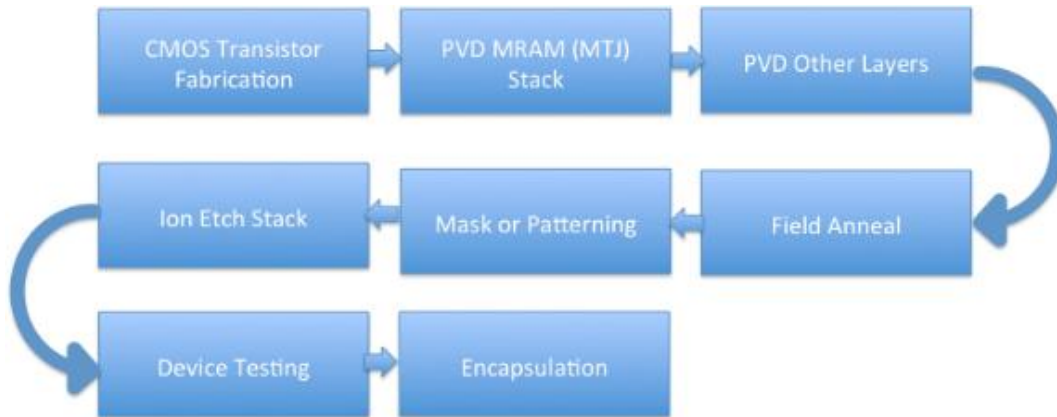 CMOS Transistor
Fabrication
PVD MRAM (MTJ)
Stack
PVD Other Layers
Field Anneal
Mask or Patterning
Ion Etch Stack
Device Testing
Encapsulation